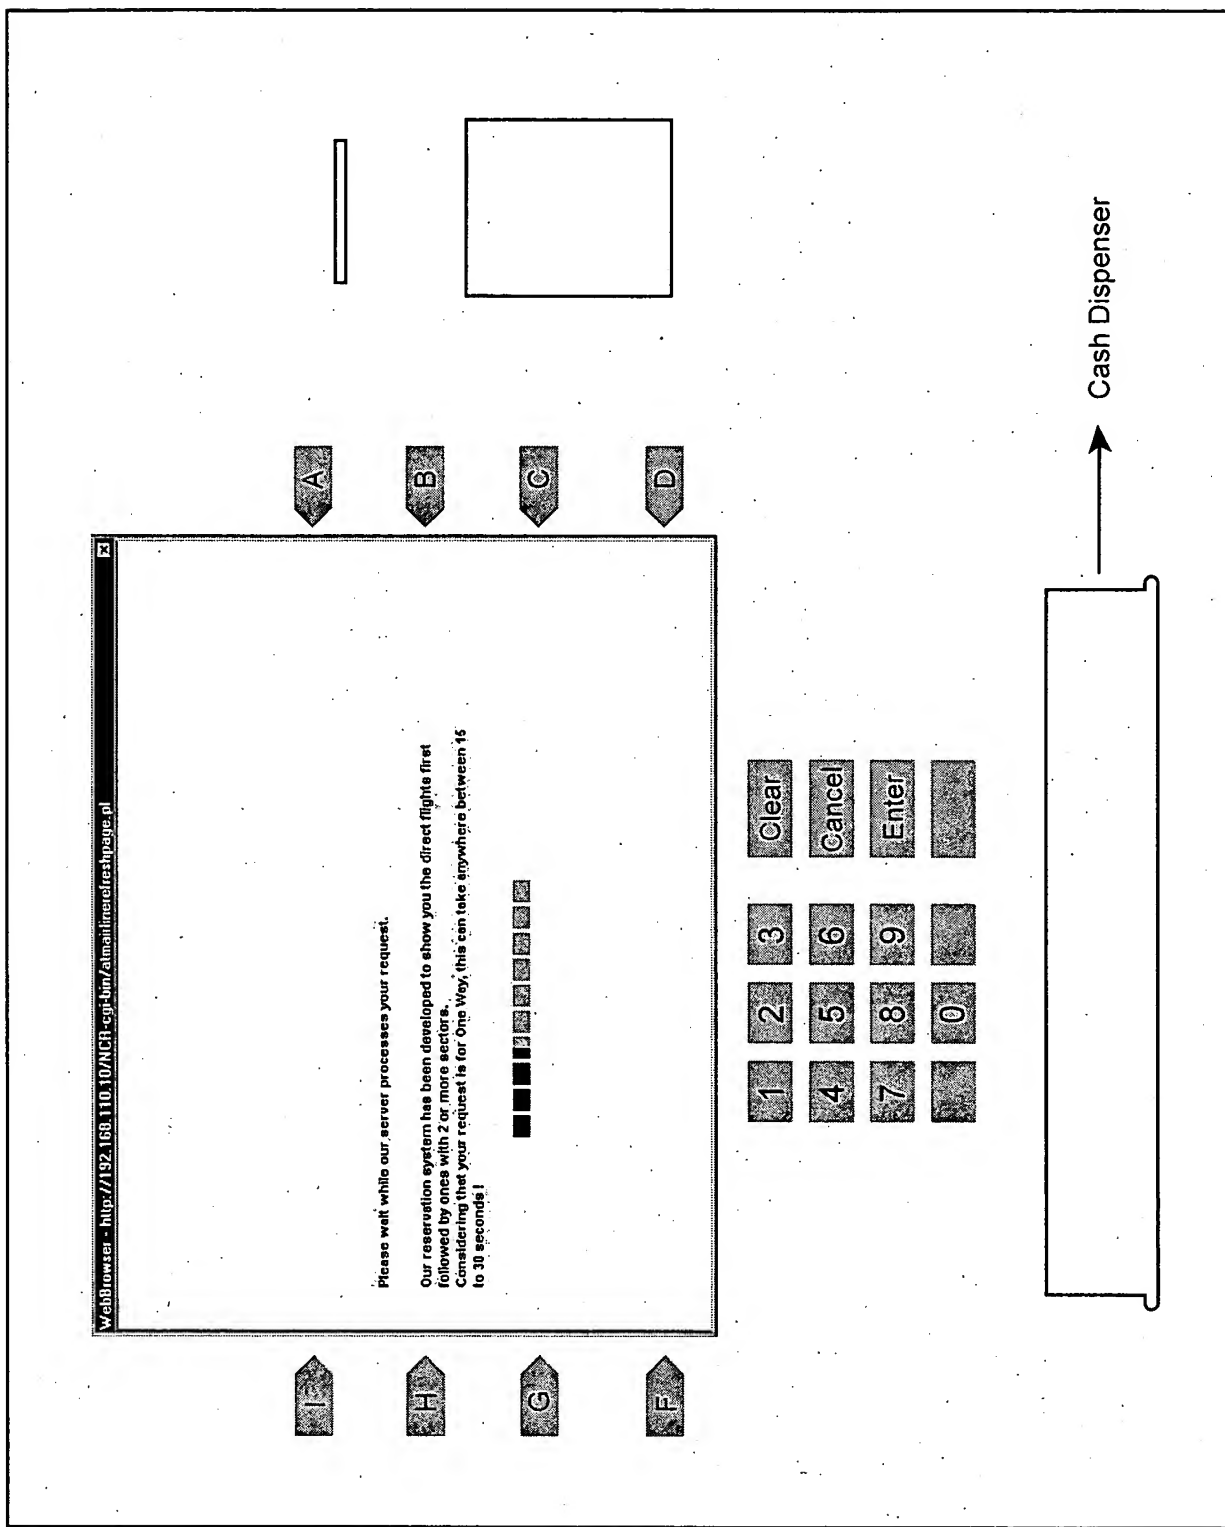 WebBrowser - http://192.168.110.10/NCR-cgi-bin/atmainlinerefreshpage.pl
x
Please wait while our server processes your request.
Our reservation system has been developed to show you the direct flights first
followed by ones with 2 or more sectors.
Considering that your request is for One Way, this can take anywhere between 15
to 30 seconds !
I
A
H
B
G
C
F
D
1 2 3 Clear
4 5 6 Cancel
7 8 9 Enter
0
Cash Dispenser